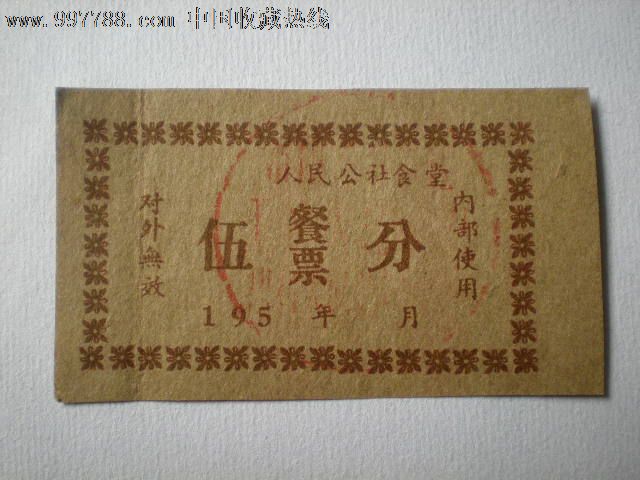 www.997788.com 中国收藏热线
人民公社食堂
对外無效
伍 餐票 分
内部使用
195 年 月